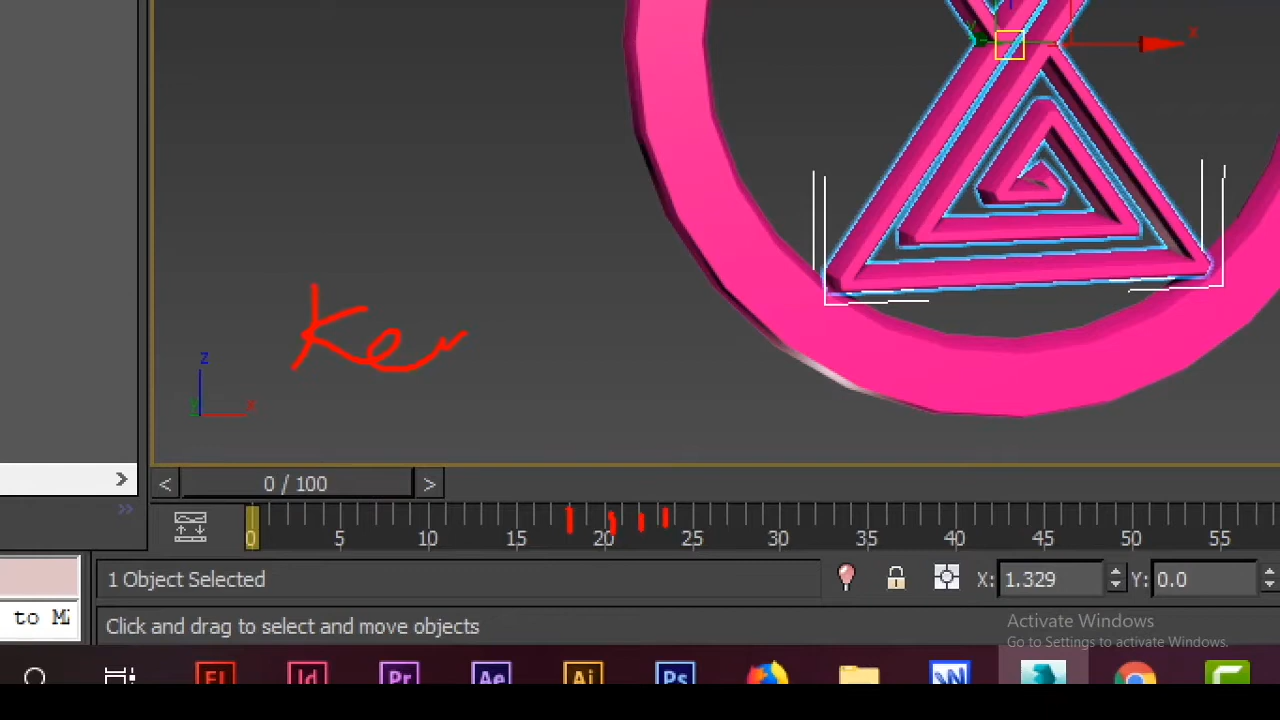 x
z
x
z
Ke
< 0 / 100 >
0 5 10 15 20 25 30 35 40 45 50 55
1 Object Selected
X: 1.329 Y: 0.0
to Mi
Click and drag to select and move objects
Activate Windows
Go to Settings to activate Windows.
Fl Id Pr Ae Ai Ps